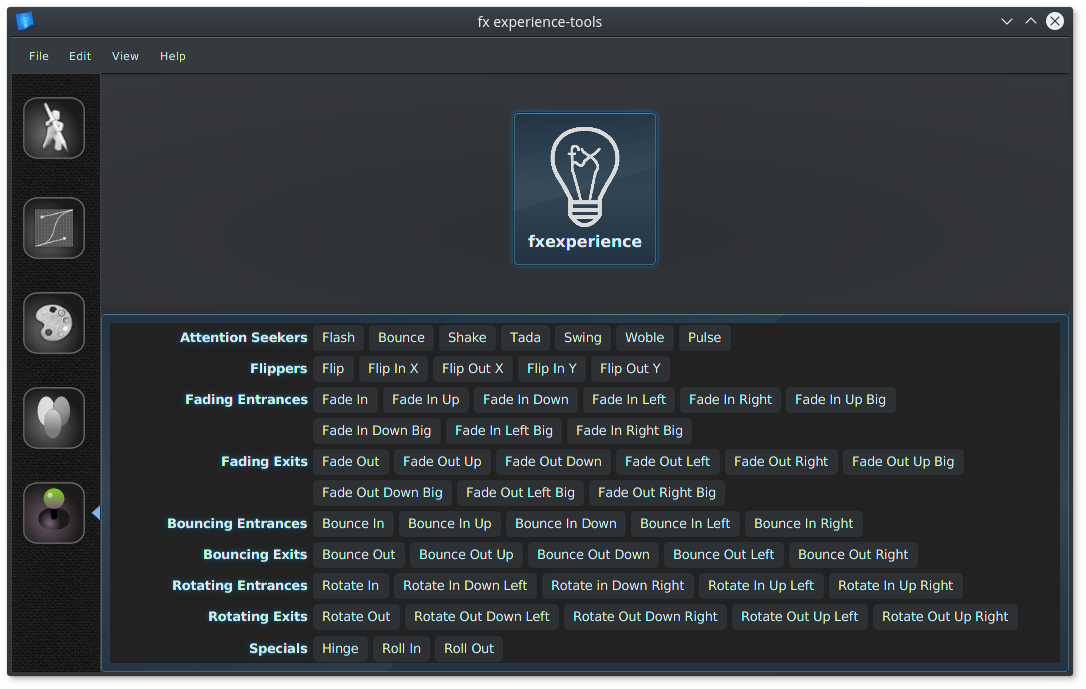 fx experience-tools
File Edit View Help
fx
fxexperience
Attention Seekers Flash Bounce Shake Tada Swing Woble Pulse
Flippers Flip Flip In X Flip Out X Flip In Y Flip Out Y
Fading Entrances Fade In Fade In Up Fade In Down Fade In Left Fade In Right Fade In Up Big
Fade In Down Big Fade In Left Big Fade In Right Big
Fading Exits Fade Out Fade Out Up Fade Out Down Fade Out Left Fade Out Right Fade Out Up Big
Fade Out Down Big Fade Out Left Big Fade Out Right Big
Bouncing Entrances Bounce In Bounce In Up Bounce In Down Bounce In Left Bounce In Right
Bouncing Exits Bounce Out Bounce Out Up Bounce Out Down Bounce Out Left Bounce Out Right
Rotating Entrances Rotate In Rotate In Down Left Rotate in Down Right Rotate In Up Left Rotate In Up Right
Rotating Exits Rotate Out Rotate Out Down Left Rotate Out Down Right Rotate Out Up Left Rotate Out Up Right
Specials Hinge Roll In Roll Out